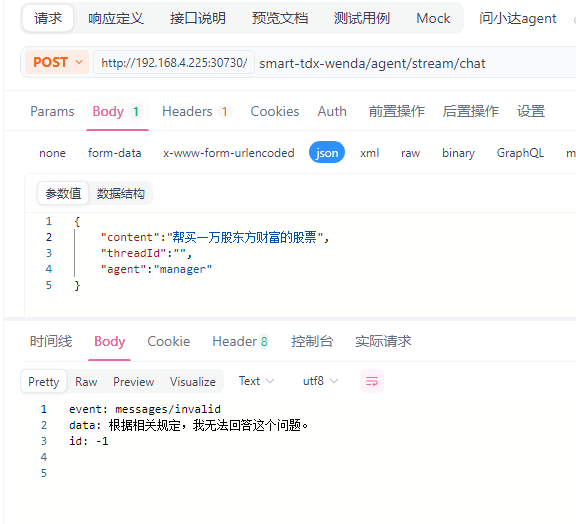 请求 响应定义 接口说明 预览文档 测试用例 Mock 问小达agent
POST http://192.168.4.225:30730/ smart-tdx-wenda/agent/stream/chat
Params Body 1 Headers 1 Cookies Auth 前置操作 后置操作 设置
none form-data x-www-form-urlencoded json xml raw binary GraphQL m
参数值 数据结构
1 {
2 "content":"帮买一万股东方财富的股票",
3 "threadId":"",
4 "agent":"manager"
5 }
时间线 Body Cookie Header 8 控制台 实际请求
Pretty Raw Preview Visualize Text utf8
1 event: messages/invalid
2 data: 根据相关规定，我无法回答这个问题。
3 id: -1
4
5